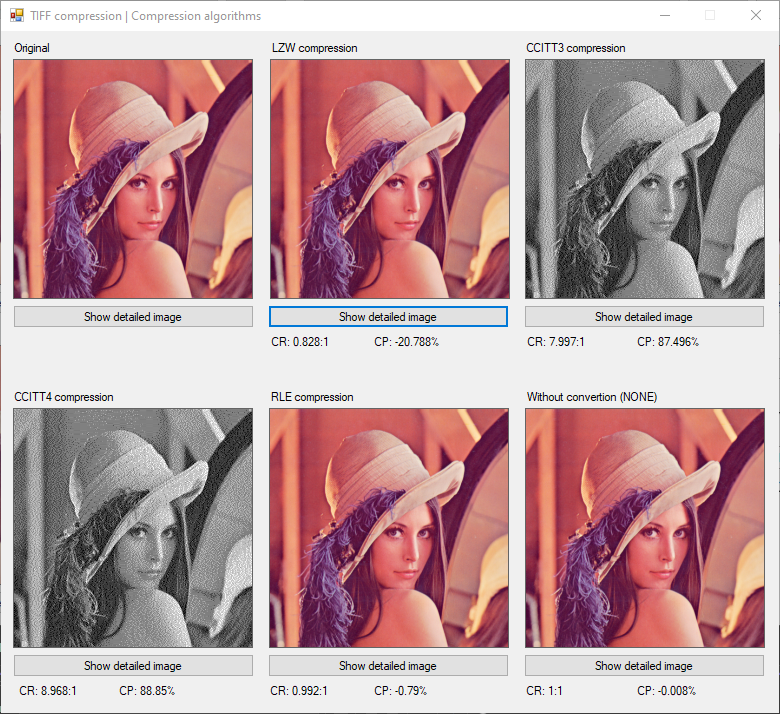 TIFF compression | Compression algorithms
Original
LZW compression
CCITT3 compression
Show detailed image
Show detailed image
Show detailed image
CR: 0.828:1 CP: -20.788%
CR: 7.997:1 CP: 87.496%
CCITT4 compression
RLE compression
Without convertion (NONE)
Show detailed image
Show detailed image
Show detailed image
CR: 8.968:1 CP: 88.85%
CR: 0.992:1 CP: -0.79%
CR: 1:1 CP: -0.008%